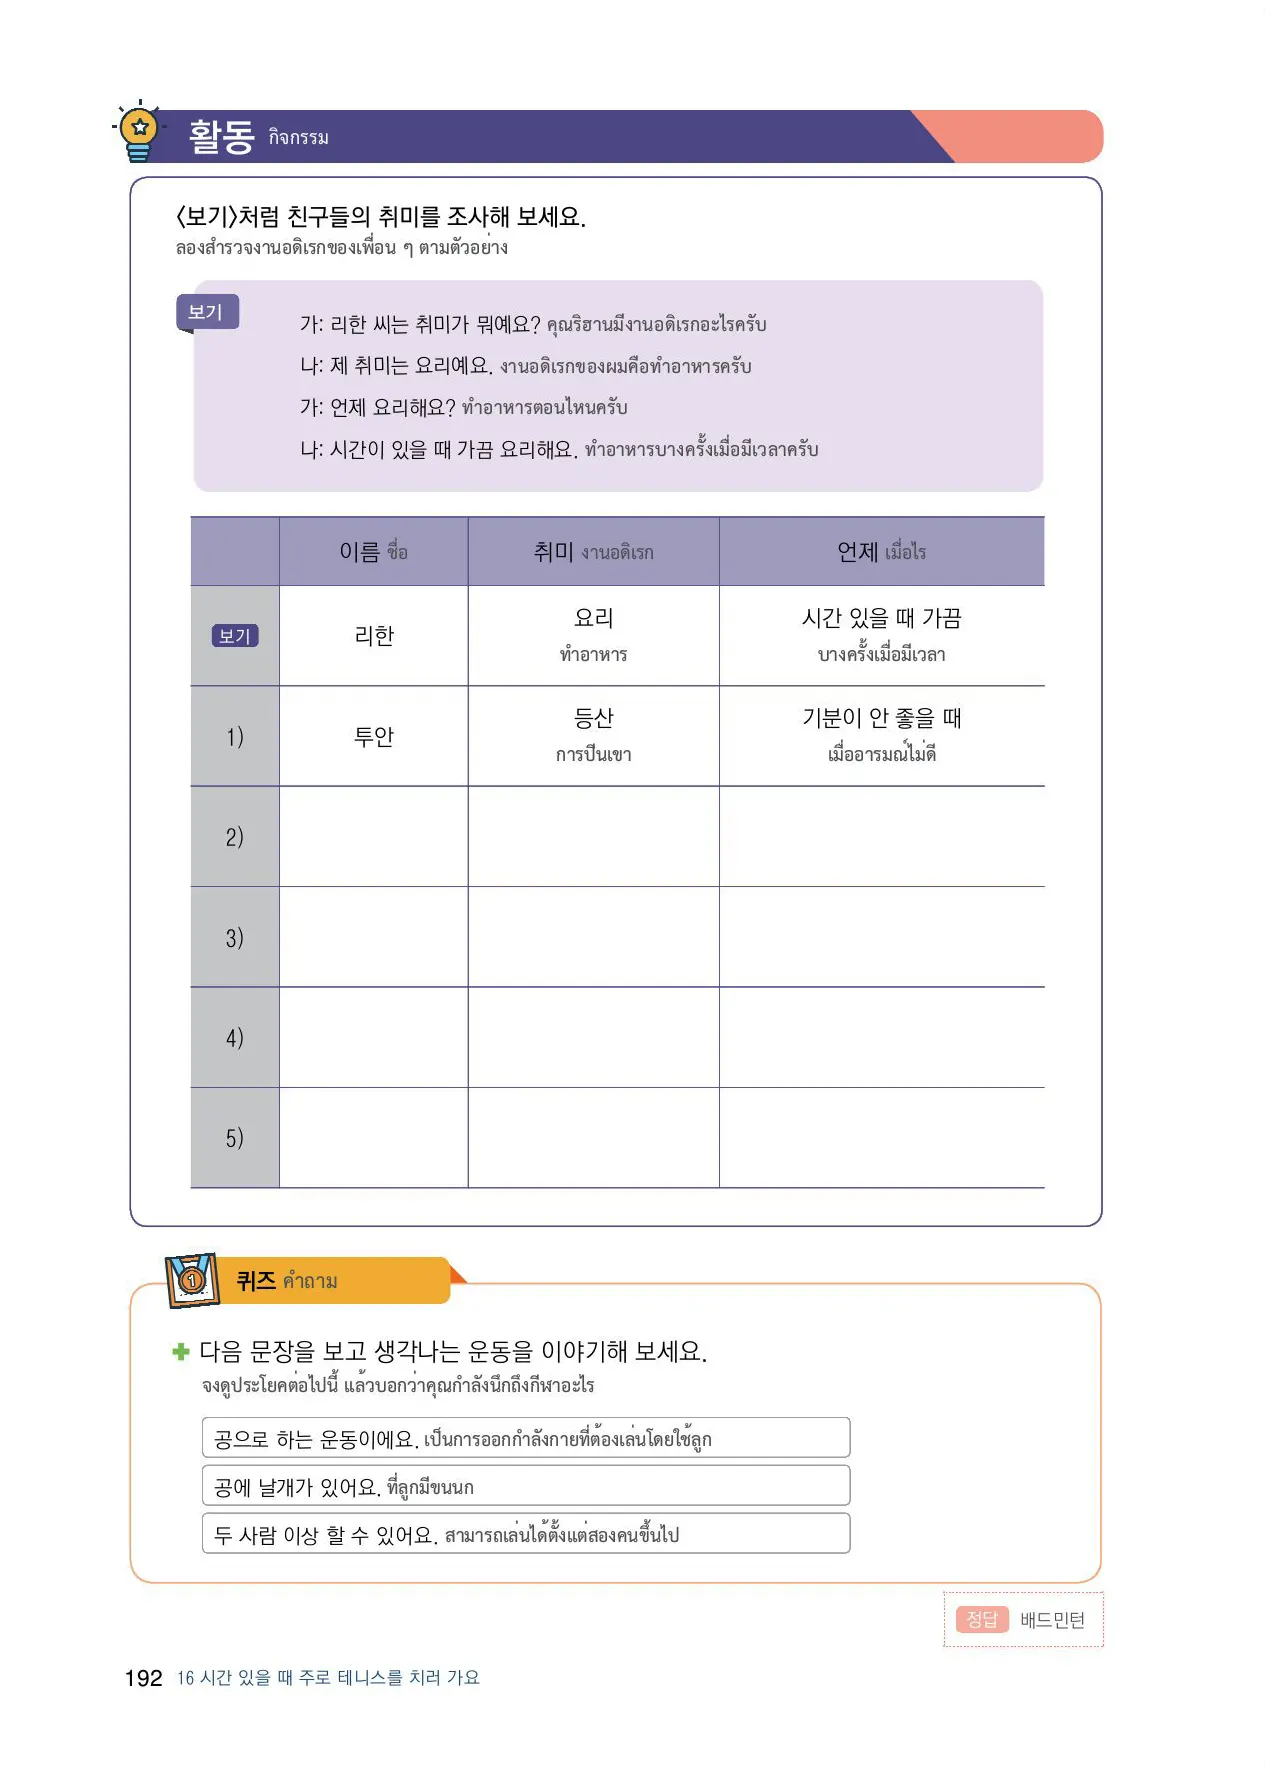 활동 กิจกรรม
〈보기〉처럼 친구들의 취미를 조사해 보세요.
ลองสำรวจงานอดิเรกของเพื่อน ๆ ตามตัวอย่าง
보기
가: 리한 씨는 취미가 뭐예요? คุณริฮานมีงานอดิเรกอะไรครับ
나: 제 취미는 요리예요. งานอดิเรกของผมคือทำอาหารครับ
가: 언제 요리해요? ทำอาหารตอนไหนครับ
나: 시간이 있을 때 가끔 요리해요. ทำอาหารบางครั้งเมื่อมีเวลาครับ
이름 ชื่อ 취미 งานอดิเรก 언제 เมื่อไร
보기 리한 요리 시간 있을 때 가끔
ทำอาหาร บางครั้งเมื่อมีเวลา
1) 투안 등산 기분이 안 좋을 때
การปีนเขา เมื่ออารมณ์ไม่ดี
2)
3)
4)
5)
1
퀴즈 คำถาม
다음 문장을 보고 생각나는 운동을 이야기해 보세요.
จงดูประโยคต่อไปนี้ แล้วบอกว่าคุณกำลังนึกถึงกีฬาอะไร
공으로 하는 운동이에요. เป็นการออกกำลังกายที่ต้องเล่นโดยใช้ลูก
공에 날개가 있어요. ที่ลูกมีขนนก
두 사람 이상 할 수 있어요. สามารถเล่นได้ตั้งแต่สองคนขึ้นไป
정답 배드민턴
192 16 시간 있을 때 주로 테니스를 치러 가요